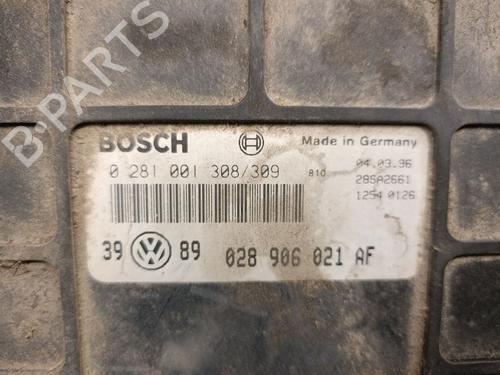 B-PARTS
BOSCH
Made in Germany
0 281 001 308/309
810
04.03.96
28SA2661
1254 0126
39 VW 89
028 906 021 AF